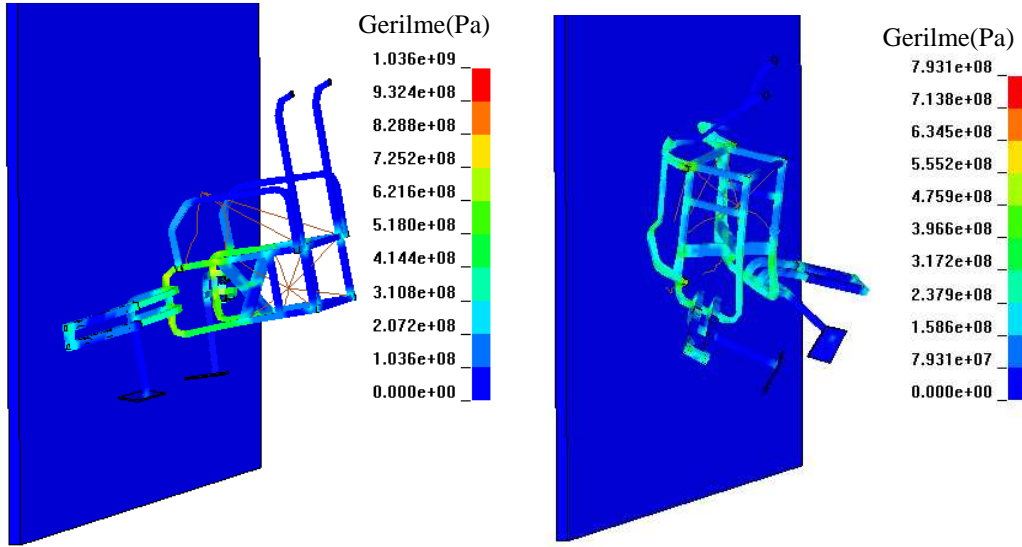 Gerilme(Pa)
1.036e+09
9.324e+08
8.288e+08
7.252e+08
6.216e+08
5.180e+08
4.144e+08
3.108e+08
2.072e+08
1.036e+08
0.000e+00
Gerilme(Pa)
7.931e+08
7.138e+08
6.345e+08
5.552e+08
4.759e+08
3.966e+08
3.172e+08
2.379e+08
1.586e+08
7.931e+07
0.000e+00